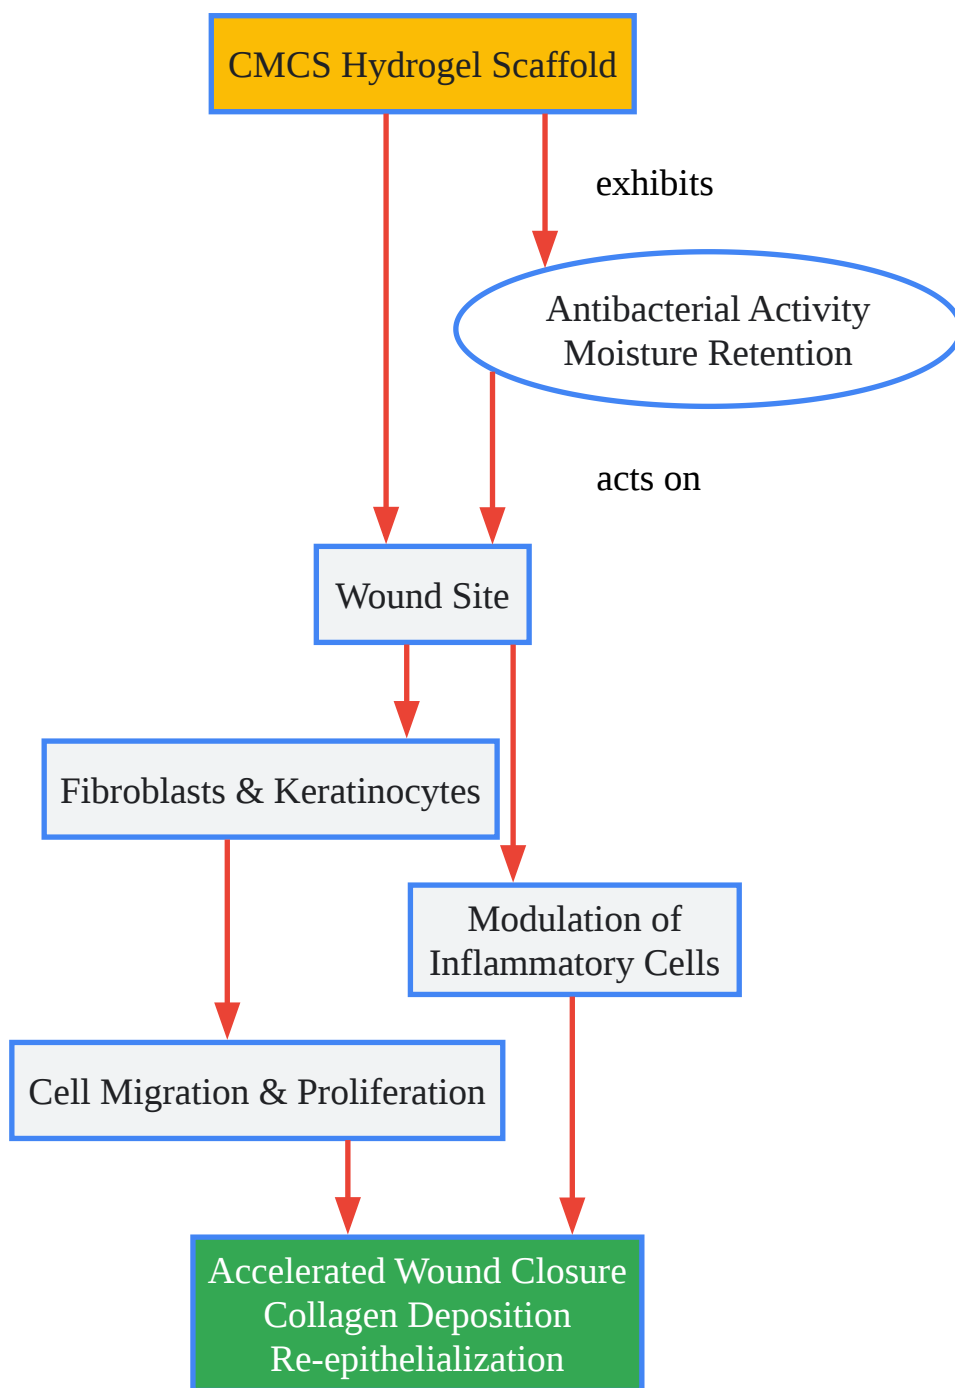 CMCS Hydrogel Scaffold
exhibits
Antibacterial Activity
Moisture Retention
acts on
Wound Site
Fibroblasts & Keratinocytes
Modulation of
Inflammatory Cells
Cell Migration & Proliferation
Accelerated Wound Closure
Collagen Deposition
Re-epithelialization